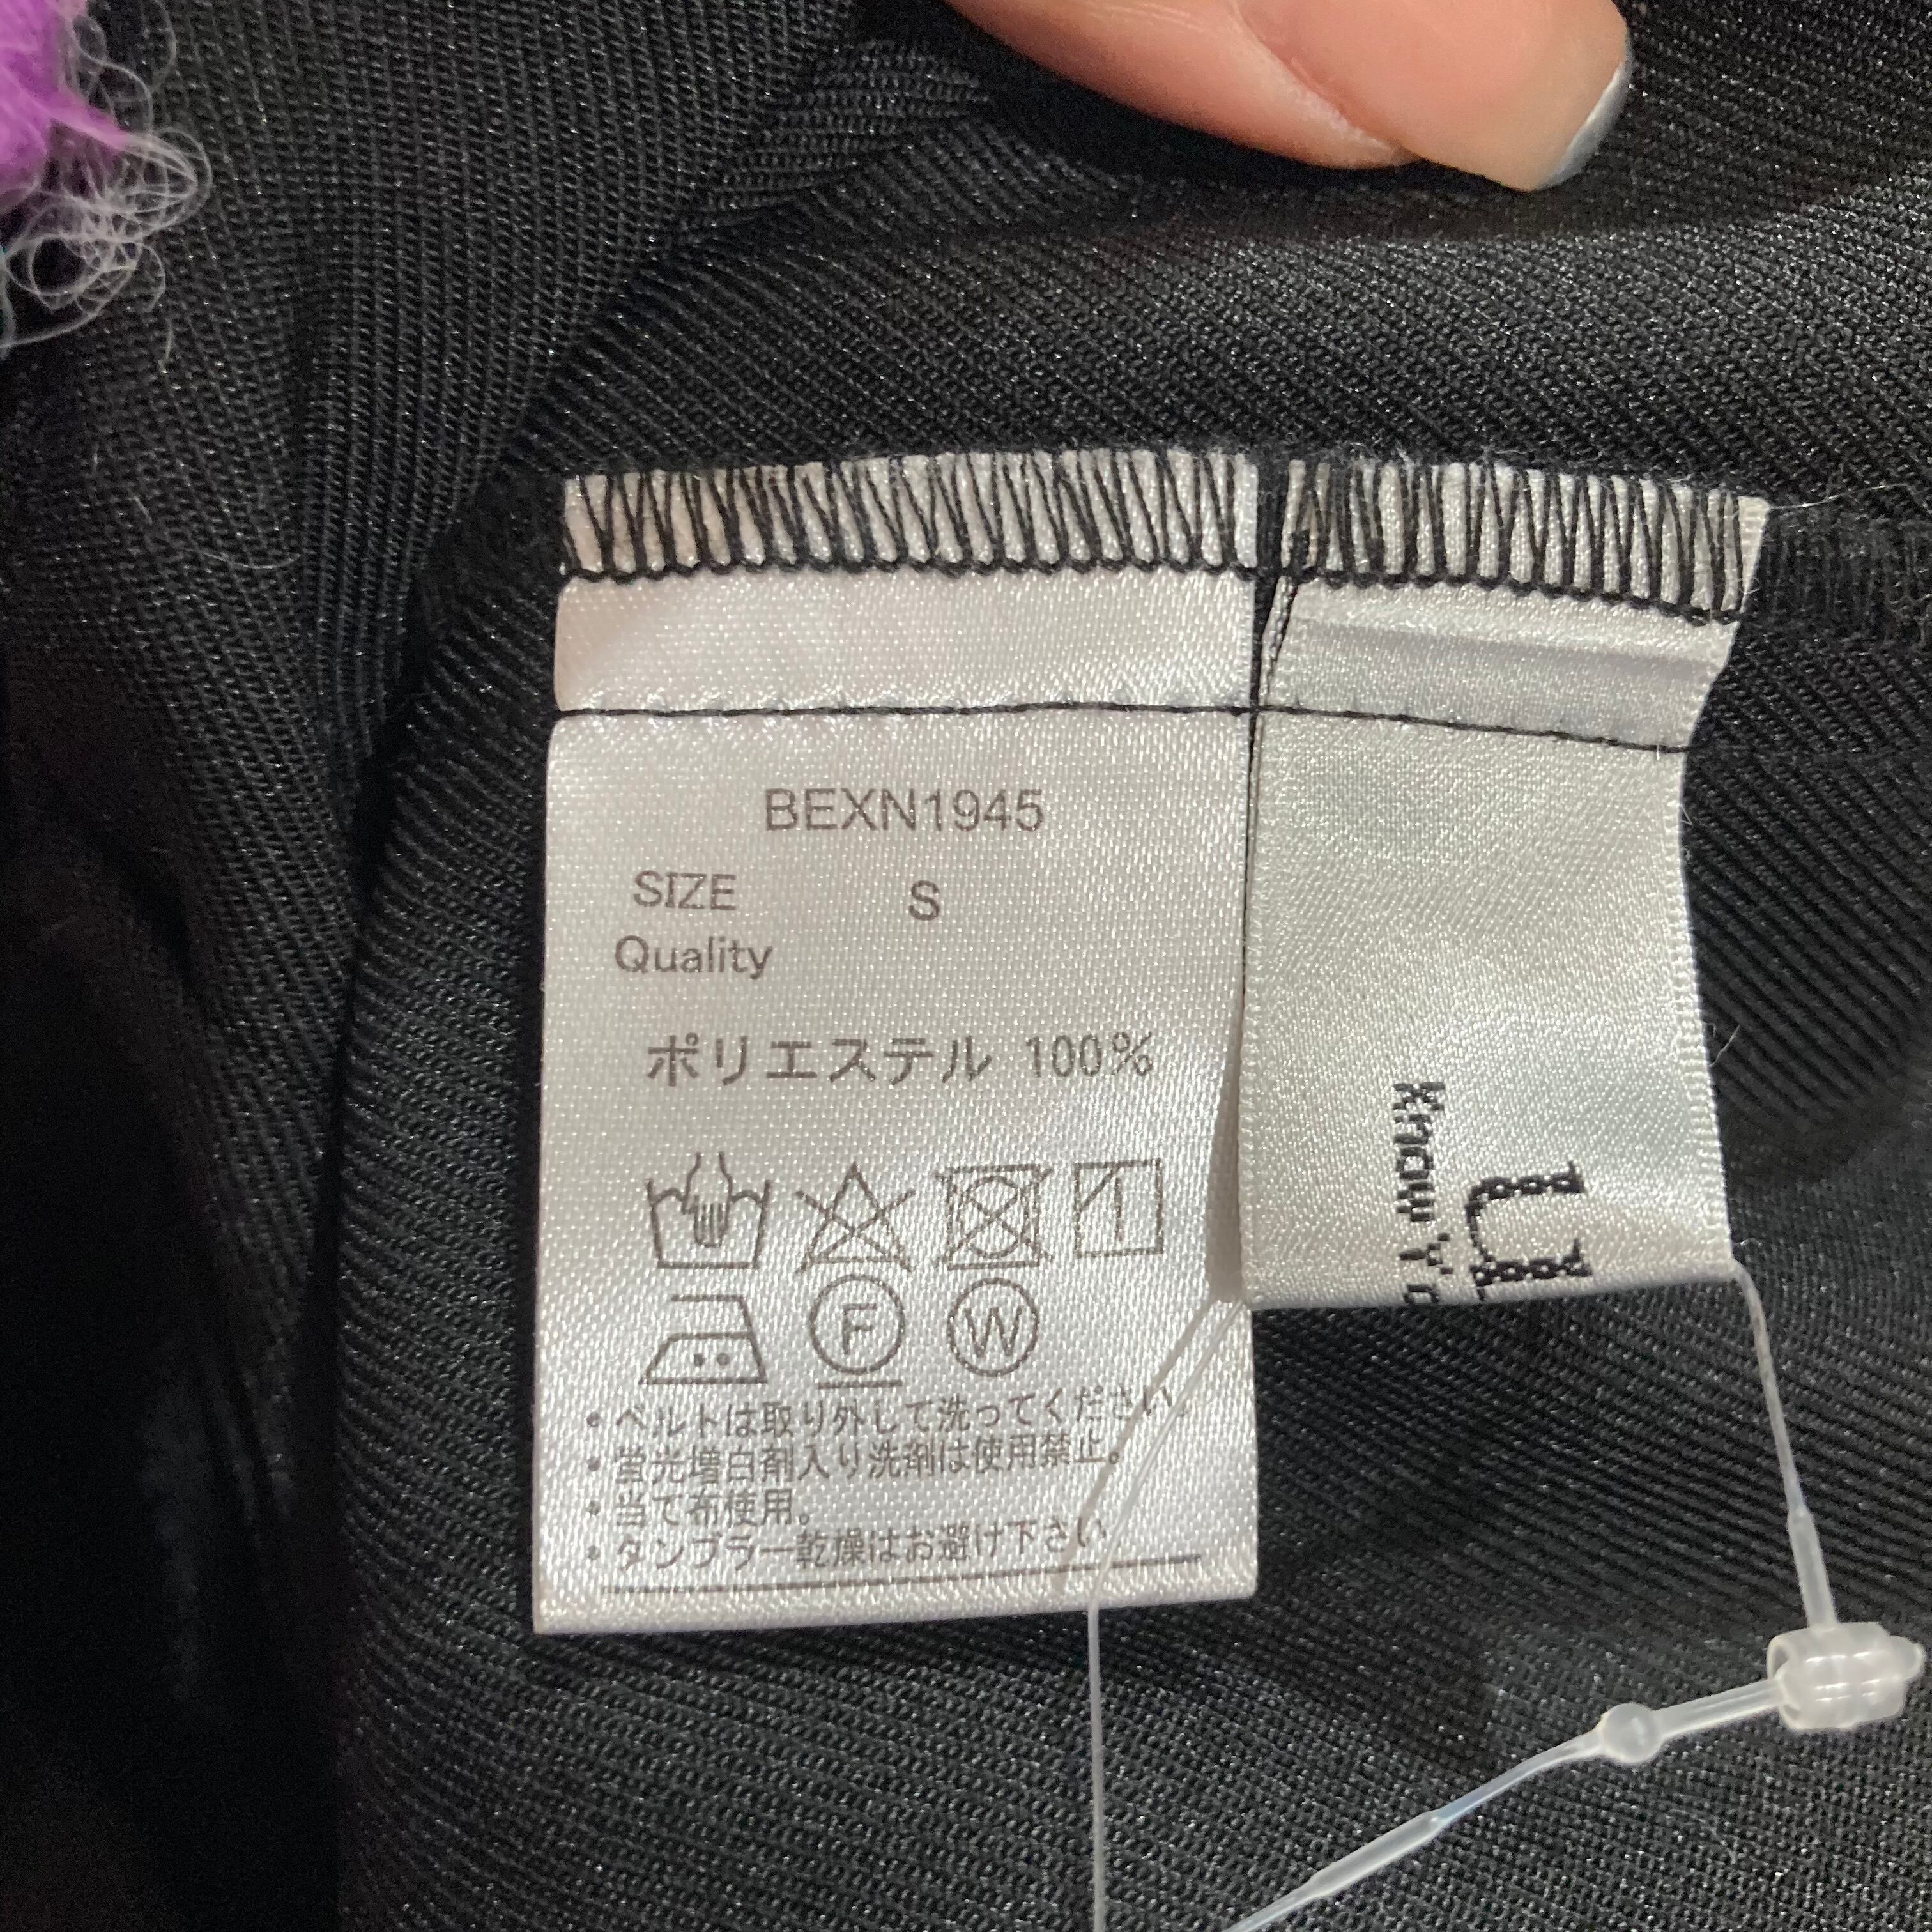 BEXN1945
SIZE S
Quality
ポリエステル 100%
F W
・ベルトは取り外して洗ってください。
・蛍光増白剤入り洗剤は使用禁止。
・当て布使用。
・タンブラー乾燥はお避け下さい
Know